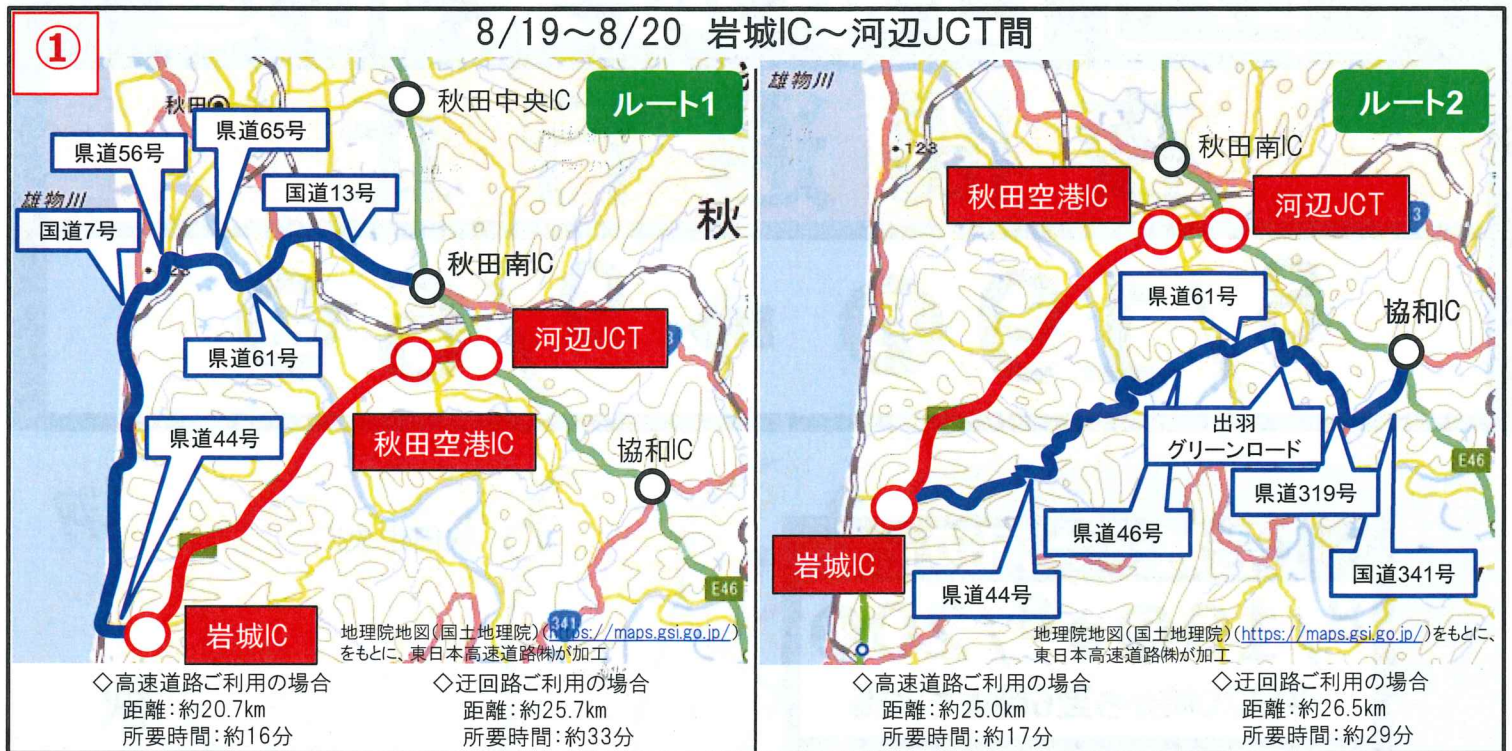 ①
8/19～8/20 岩城IC～河辺JCT間
ルート1
秋田
秋田中央IC
県道65号
県道56号
雄物川
国道13号
国道7号
秋
123
秋田南IC
県道61号
河辺JCT
県道44号
秋田空港IC
協和IC
E46
岩城IC
341
地理院地図(国土地理院)(https://maps.gsi.go.jp/)
をもとに、東日本高速道路㈱が加工
◇高速道路ご利用の場合
距離:約20.7km
所要時間:約16分
◇迂回路ご利用の場合
距離:約25.7km
所要時間:約33分
雄物川
ルート2
123
秋田南IC
秋田空港IC
河辺JCT
3
県道61号
協和IC
出羽
グリーンロード
E46
県道319号
県道46号
岩城IC
国道341号
県道44号
地理院地図(国土地理院)(https://maps.gsi.go.jp/)をもとに、
東日本高速道路㈱が加工
◇高速道路ご利用の場合
距離:約25.0km
所要時間:約17分
◇迂回路ご利用の場合
距離:約26.5km
所要時間:約29分